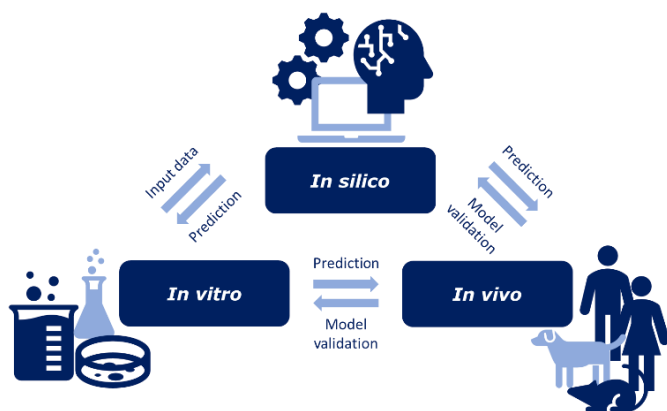 In silico
Input data
Prediction
Prediction
Model
validation
In vitro
Prediction
Model
validation
In vivo